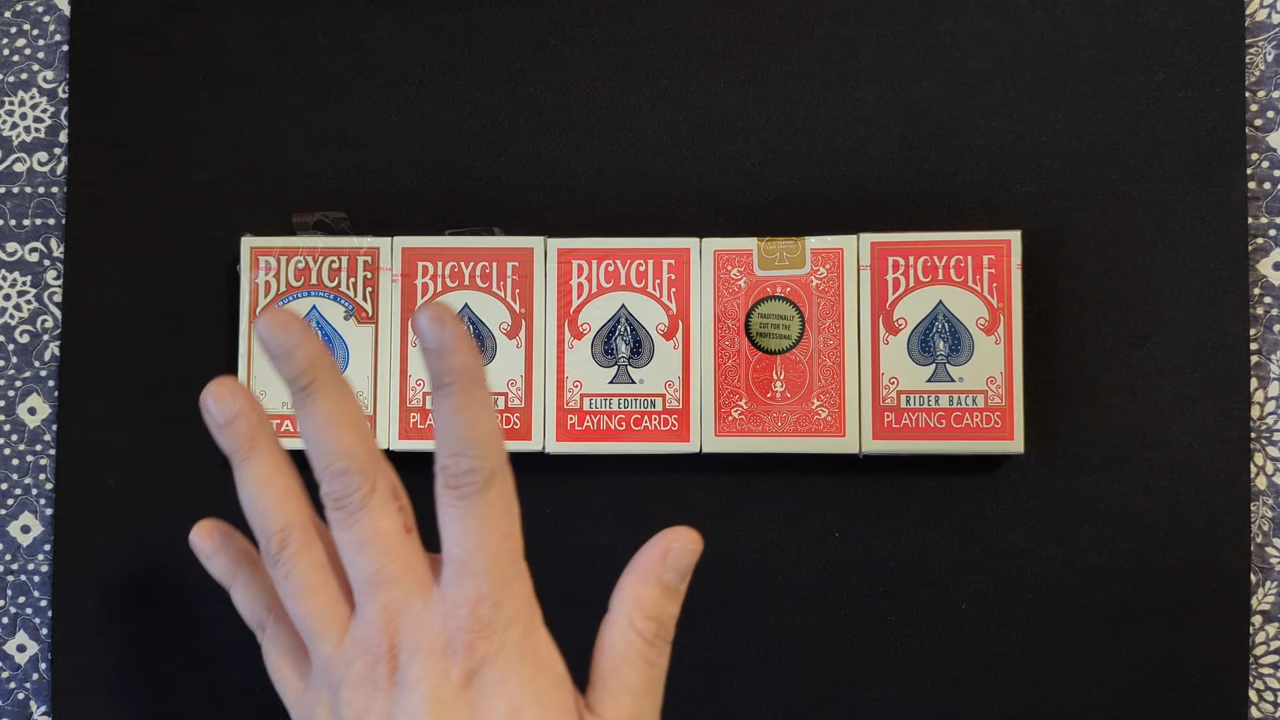 BICYCLE
TRUSTED SINCE 1885
BICYCLE
BICYCLE
ELITE EDITION
PLAYING CARDS
TRADITIONALLY
CUT FOR THE
PROFESSIONAL
BICYCLE
RIDER BACK
PLAYING CARDS